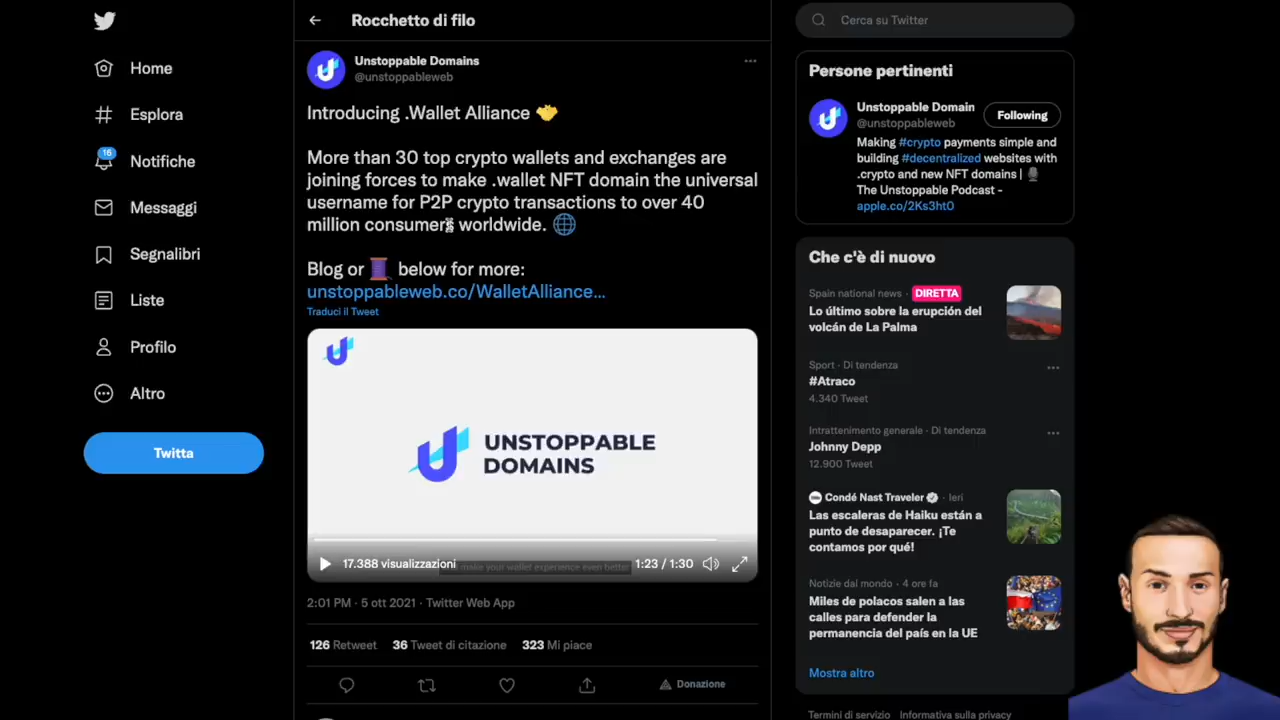 Home
Esplora
16
Notifiche
Messaggi
Segnalibri
Liste
Profilo
Altro
Twitta
Rocchetto di filo
Unstoppable Domains
@unstoppableweb
Introducing .Wallet Alliance
More than 30 top crypto wallets and exchanges are
joining forces to make .wallet NFT domain the universal
username for P2P crypto transactions to over 40
million consumers worldwide.
Blog or below for more:
unstoppableweb.co/WalletAlliance...
Traduci il Tweet
UNSTOPPABLE
DOMAINS
17.388 visualizzazioni
make your wallet experience even better
1:23 / 1:30
2:01 PM · 5 ott 2021 · Twitter Web App
126 Retweet 36 Tweet di citazione 323 Mi piace
Donazione
Cerca su Twitter
Persone pertinenti
Unstoppable Domain
@unstoppableweb
Following
Making #crypto payments simple and
building #decentralized websites with
.crypto and new NFT domains |
The Unstoppable Podcast -
apple.co/2Ks3htO
Che c'è di nuovo
Spain national news · DIRETTA
Lo último sobre la erupción del
volcán de La Palma
Sport · Di tendenza
#Atraco
4.340 Tweet
Intrattenimento generale · Di tendenza
Johnny Depp
12.900 Tweet
Condé Nast Traveler · Ieri
Las escaleras de Haiku están a
punto de desaparecer. ¡Te
contamos por qué!
Notizie dal mondo · 4 ore fa
Miles de polacos salen a las
calles para defender la
permanencia del país en la UE
Mostra altro
Termini di servizio Informativa sulla privacy